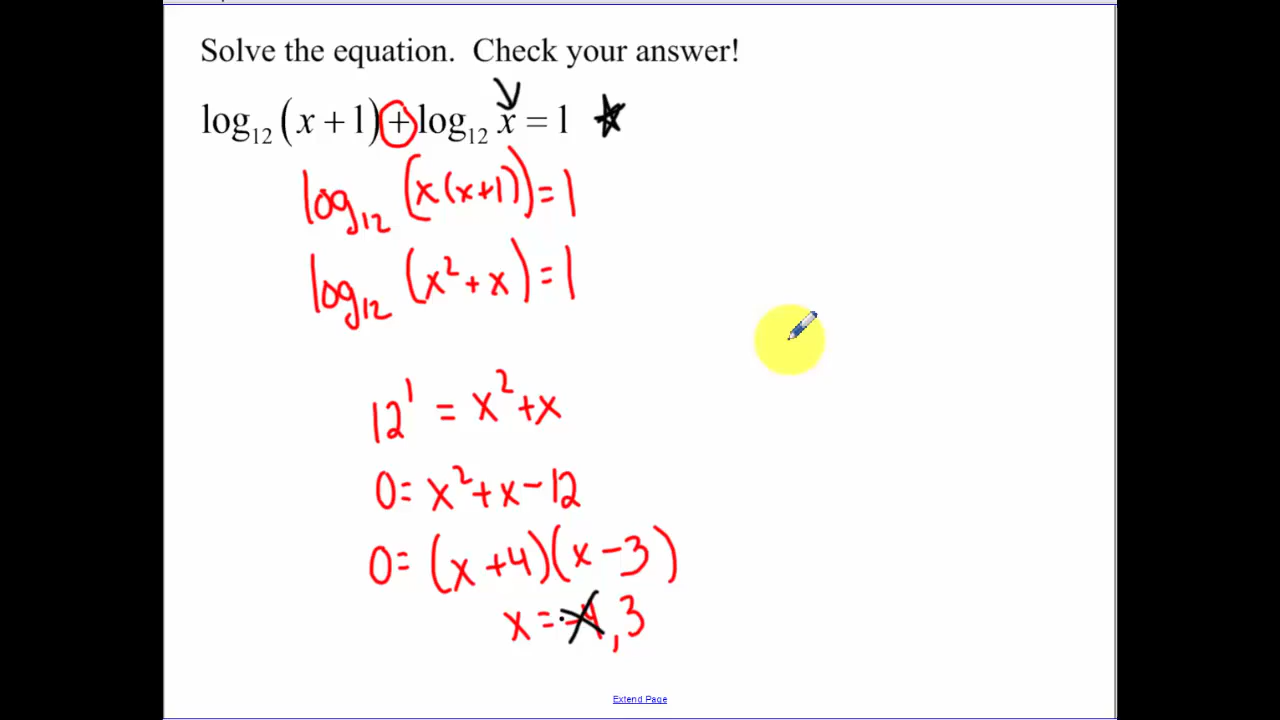 Solve the equation. Check your answer!
log₁₂(x + 1) + log₁₂ x = 1
log₁₂ (x(x+1)) = 1
log₁₂ (x² + x) = 1
12¹ = x² + x
0 = x² + x − 12
0 = (x + 4)(x − 3)
x = -4, 3
Extend Page